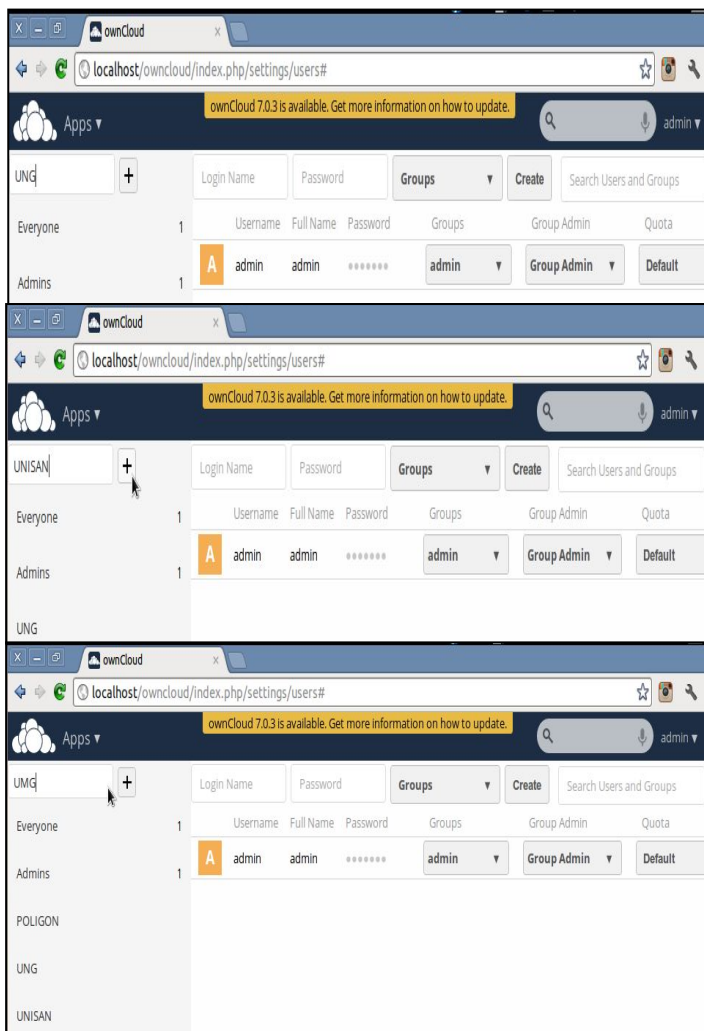 ownCloud
localhost/owncloud/index.php/settings/users#
ownCloud 7.0.3 is available. Get more information on how to update.
Apps ▾ admin ▾
UNG + Login Name Password Groups ▾ Create Search Users and Groups
Everyone 1 Username Full Name Password Groups Group Admin Quota
A admin admin ●●●●●●● admin ▾ Group Admin ▾ Default
Admins 1
ownCloud
localhost/owncloud/index.php/settings/users#
ownCloud 7.0.3 is available. Get more information on how to update.
Apps ▾ admin ▾
UNISAN + Login Name Password Groups ▾ Create Search Users and Groups
Everyone 1 Username Full Name Password Groups Group Admin Quota
A admin admin ●●●●●●● admin ▾ Group Admin ▾ Default
Admins 1
UNG
ownCloud
localhost/owncloud/index.php/settings/users#
ownCloud 7.0.3 is available. Get more information on how to update.
Apps ▾ admin ▾
UMG + Login Name Password Groups ▾ Create Search Users and Groups
Everyone 1 Username Full Name Password Groups Group Admin Quota
A admin admin ●●●●●●● admin ▾ Group Admin ▾ Default
Admins 1
POLIGON
UNG
UNISAN